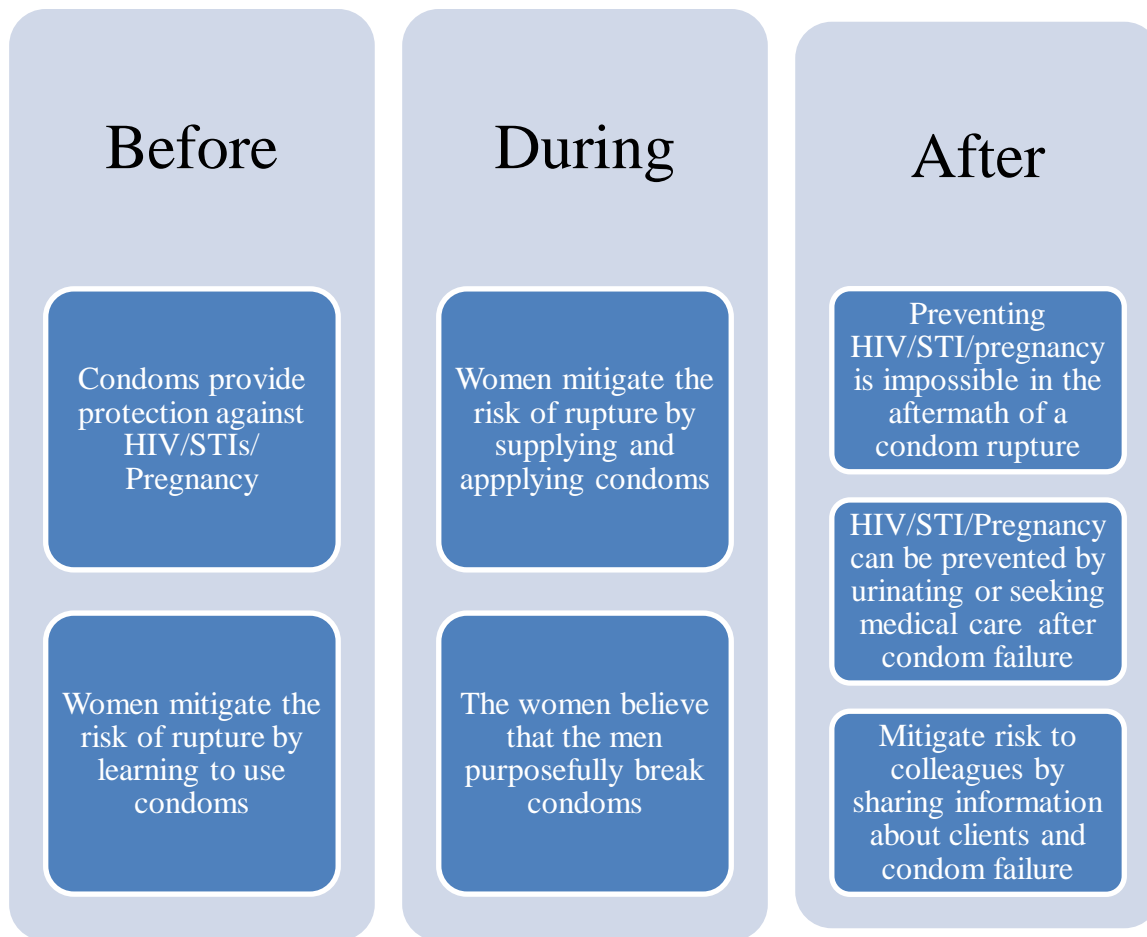 Before
Condoms provide
protection against
HIV/STIs/
Pregnancy
Women mitigate the
risk of rupture by
learning to use
condoms
During
Women mitigate the
risk of rupture by
supplying and
appplying condoms
The women believe
that the men
purposefully break
condoms
After
Preventing
HIV/STI/pregnancy
is impossible in the
aftermath of a
condom rupture
HIV/STI/Pregnancy
can be prevented by
urinating or seeking
medical care after
condom failure
Mitigate risk to
colleagues by
sharing information
about clients and
condom failure